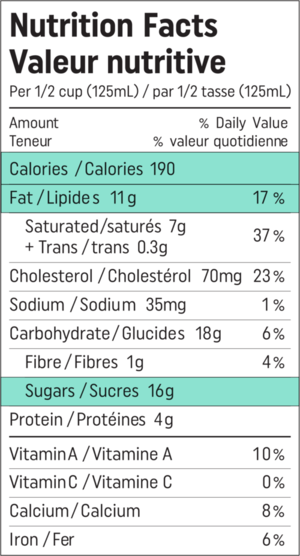 Nutrition Facts
Valeur nutritive
Per 1/2 cup (125mL) / par 1/2 tasse (125mL)
Amount % Daily Value
Teneur % valeur quotidienne
Calories / Calories 190
Fat / Lipides 11g 17 %
Saturated/saturés 7g
+ Trans / trans 0.3g 37 %
Cholesterol / Cholestérol 70mg 23 %
Sodium / Sodium 35mg 1 %
Carbohydrate / Glucides 18g 6%
Fibre / Fibres 1g 4%
Sugars / Sucres 16g
Protein / Protéines 4g
Vitamin A / Vitamine A 10%
Vitamin C / Vitamine C 0%
Calcium / Calcium 8%
Iron / Fer 6%